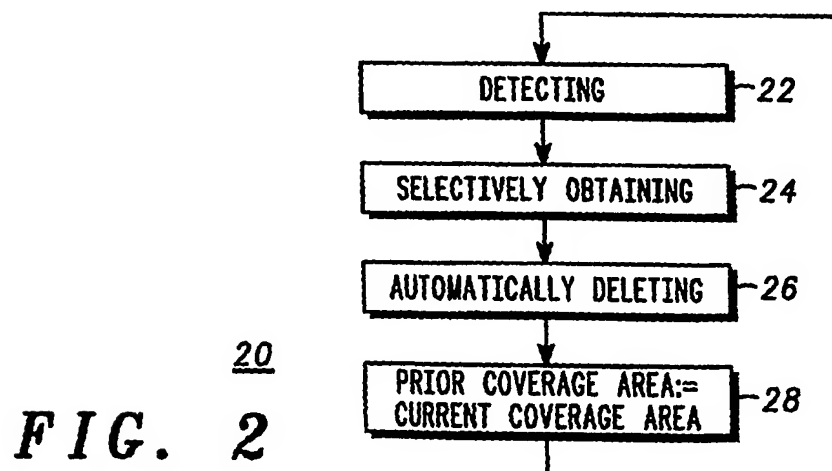 DETECTING
22
SELECTIVELY OBTAINING
24
AUTOMATICALLY DELETING
26
PRIOR COVERAGE AREA:=
CURRENT COVERAGE AREA
28
20
FIG. 2